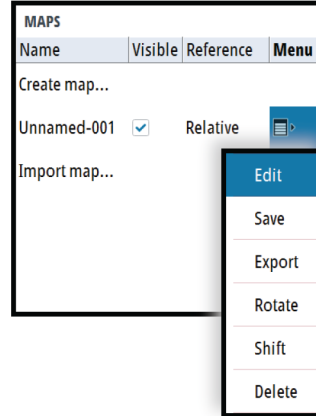 MAPS
Name Visible Reference Menu
Create map...
Unnamed-001 Relative
Import map...
Edit
Save
Export
Rotate
Shift
Delete